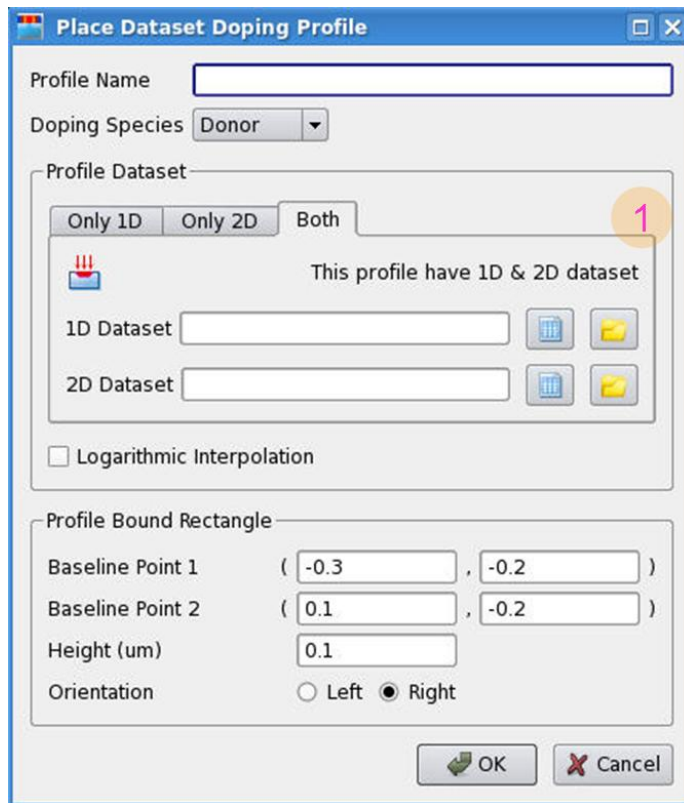 Place Dataset Doping Profile
Profile Name
Doping Species Donor
Profile Dataset
Only 1D Only 2D Both 1
This profile have 1D & 2D dataset
1D Dataset
2D Dataset
Logarithmic Interpolation
Profile Bound Rectangle
Baseline Point 1 ( -0.3 , -0.2 )
Baseline Point 2 ( 0.1 , -0.2 )
Height (um) 0.1
Orientation Left Right
OK Cancel